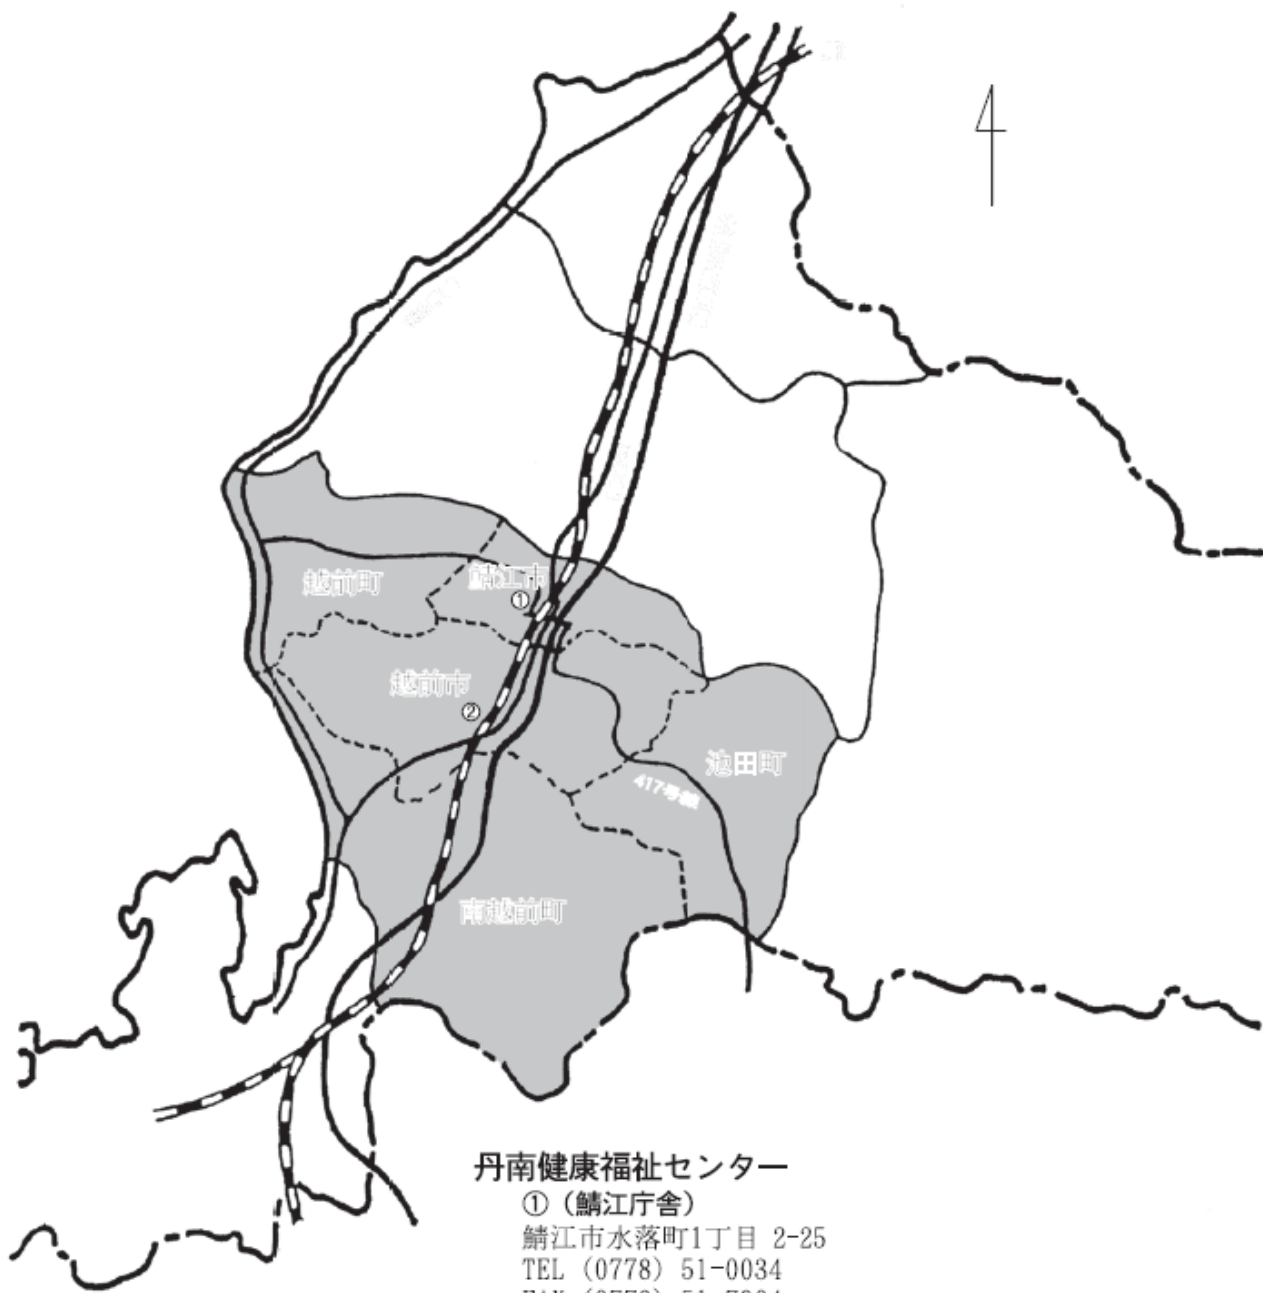 越前町
鯖江市
①
越前市
②
池田町
417号線
南越前町
丹南健康福祉センター
①（鯖江庁舎）
鯖江市水落町1丁目 2-25
TEL (0778) 51-0034